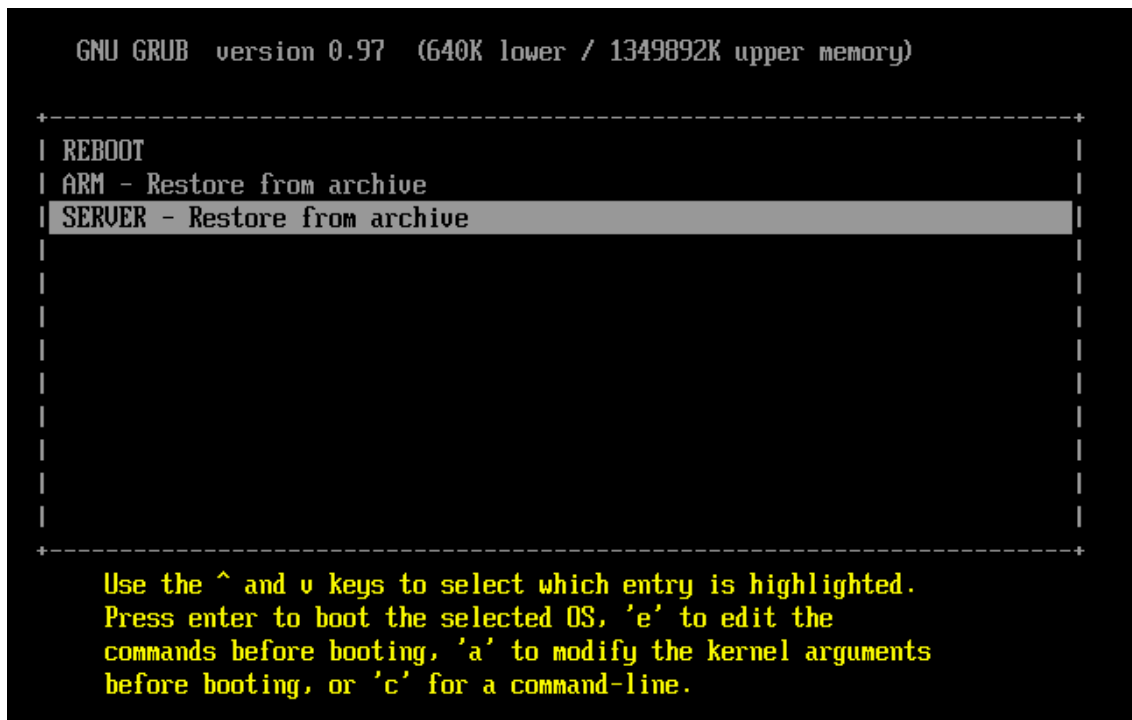 GNU GRUB version 0.97 (640K lower / 1349892K upper memory)
REBOOT
ARM - Restore from archive
SERVER - Restore from archive
Use the ^ and v keys to select which entry is highlighted.
Press enter to boot the selected OS, 'e' to edit the
commands before booting, 'a' to modify the kernel arguments
before booting, or 'c' for a command-line.